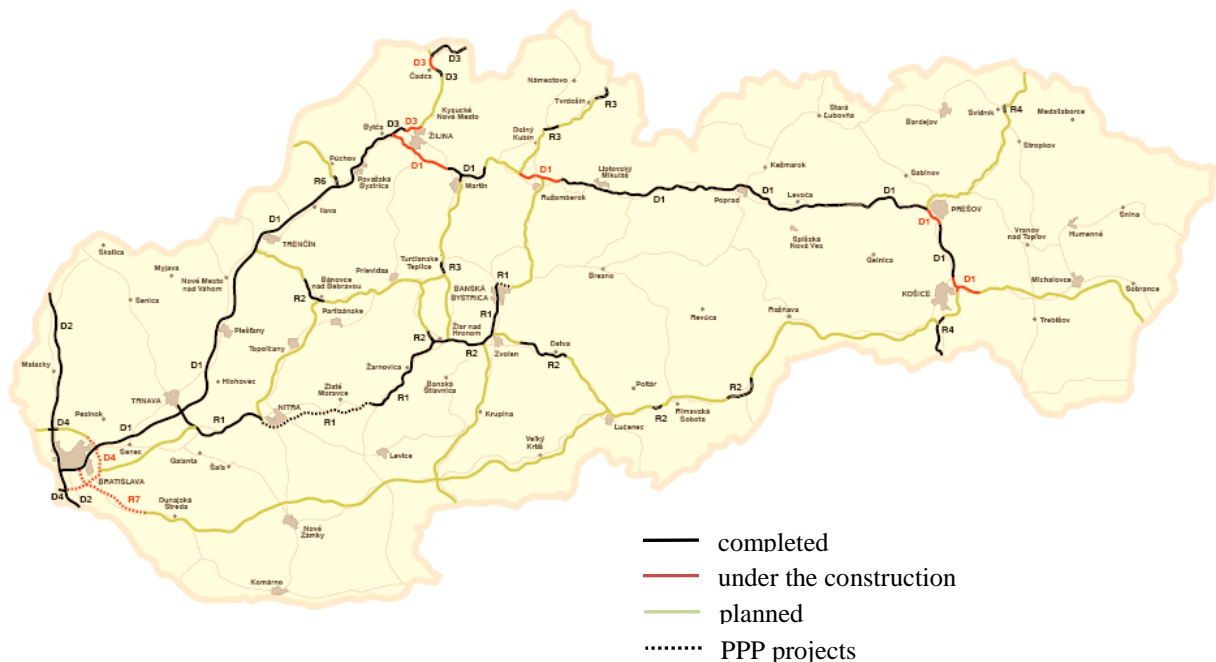 D3
D3
Čadca
D3
Námestovo
Tvrdošín
R3
Kysucké
Nové Mesto
D3
D3
Bytča
ŽILINA
Dolný
Kubín
R3
Stará
Ľubovňa
Bardejov
Svidník
R4
Medzilaborce
Stropkov
Púchov
Považská
Bystrica
D1
D1
Martin
D1
Ružomberok
Liptovský
Mikuláš
D1
Kežmarok
Poprad
D1
Levoča
D1
Sabinov
PREŠOV
D1
Snina
R6
Ilava
D1
TRENČÍN
Spišská
Nová Ves
Gelnica
D1
Vranov
nad Topľov
Humenné
Skalica
Myjava
Nové Mesto
nad Váhom
Bánovce
nad Bebravou
Prievidza
Turčianske
Teplice
R3
R1
BANSKÁ
BYSTRICA
Brezno
KOŠICE
D1
Michalovce
Sobrance
Senica
R2
Partizánske
R1
Revúca
Rožňava
Trebišov
D2
Piešťany
Topoľčany
Žiar nad
Hronom
R2
R2
Zvolen
Detva
R2
R4
Malacky
D1
Hlohovec
Žarnovica
Banská
Štiavnica
Poltár
R2
TRNAVA
Zlaté
Moravce
R1
Krupina
Rimavská
Sobota
R2
Pezinok
R1
NITRA
R1
Lučenec
D4
D1
Senec
D4
Galanta
Šaľa
Levice
Veľký
Krtíš
BRATISLAVA
D4
D2
R7
Dunajská
Streda
Nové
Zámky
Komárno
completed
under the construction
planned
PPP projects